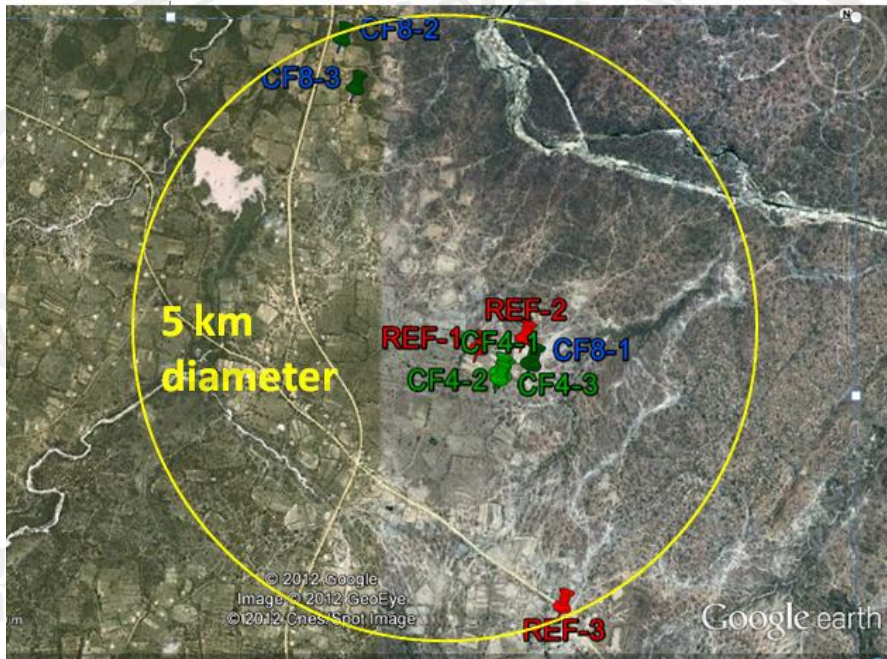 CF8-2
CF8-3
N
REF-2
REF-1
CF4-1
CF8-1
CF4-2
CF4-3
5 km
diameter
© 2012 Google
Image © 2012 GeoEye
© 2012 Cnes/Spot Image
REF-3
Google earth